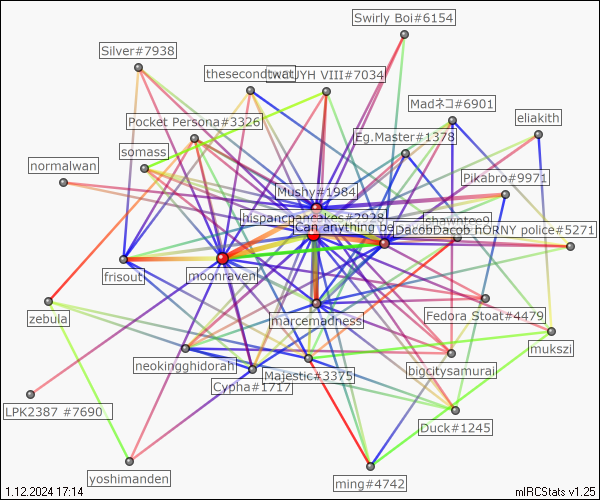 Swirly Boi#6154
Silver#7938
thesecondtwat
UYH VIII#7034
Madネコ#6901
Pocket Persona#3326
Eg.Master#1378
eliakith
somass
normalwan
Mushy#1984
Pikabro#9971
hispancpancakes#2928
shayntee9
Can anything be
DacobDacob hORNY police#5271
frisout
moonraven
zebula
marcemadness
Fedora Stoat#4479
mukszi
neokingghidorah
Majestic#3375
bigcitysamurai
Cypha#1717
LPK2387 #7690
Duck#1245
yoshimanden
ming#4742
1.12.2024 17:14
mIRCStats v1.25